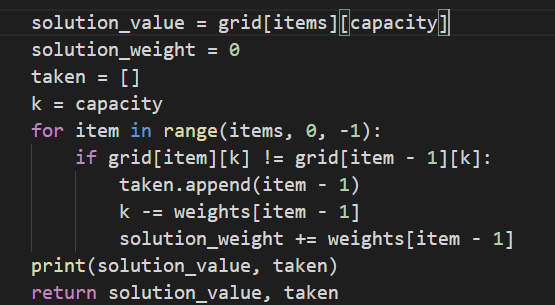 solution_value = grid[items][capacity]
solution_weight = 0
taken = []
k = capacity
for item in range(items, 0, -1):
    if grid[item][k] != grid[item - 1][k]:
        taken.append(item - 1)
        k -= weights[item - 1]
        solution_weight += weights[item - 1]
print(solution_value, taken)
return solution_value, taken